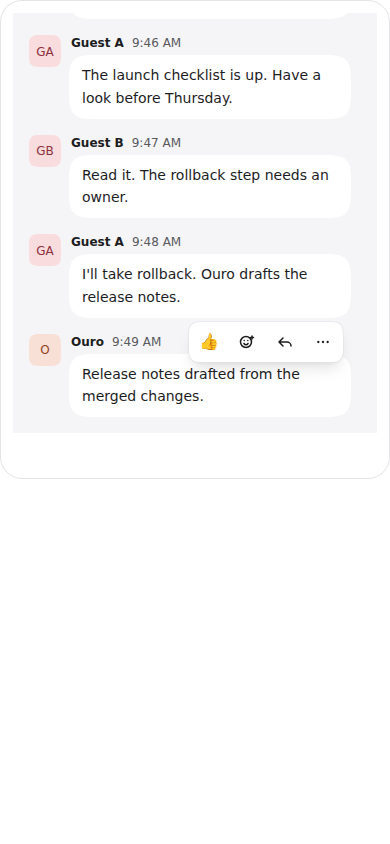 GA
Guest A 9:46 AM
The launch checklist is up. Have a
look before Thursday.
GB
Guest B 9:47 AM
Read it. The rollback step needs an
owner.
GA
Guest A 9:48 AM
I'll take rollback. Ouro drafts the
release notes.
O
Ouro 9:49 AM
Release notes drafted from the
merged changes.